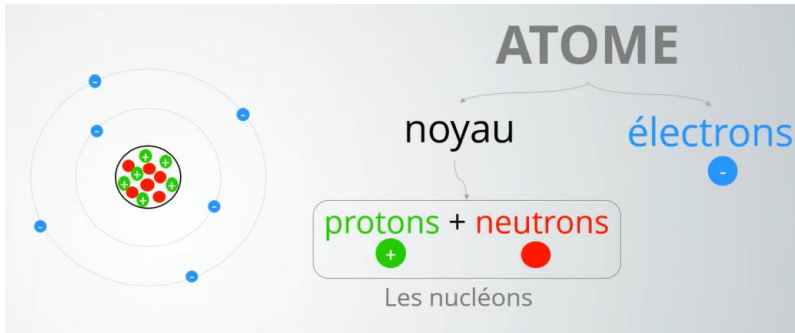 ATOME
noyau
électrons
-
protons + neutrons
+
Les nucléons
-
-
-
-
-
-
+
+
+
+
+
+